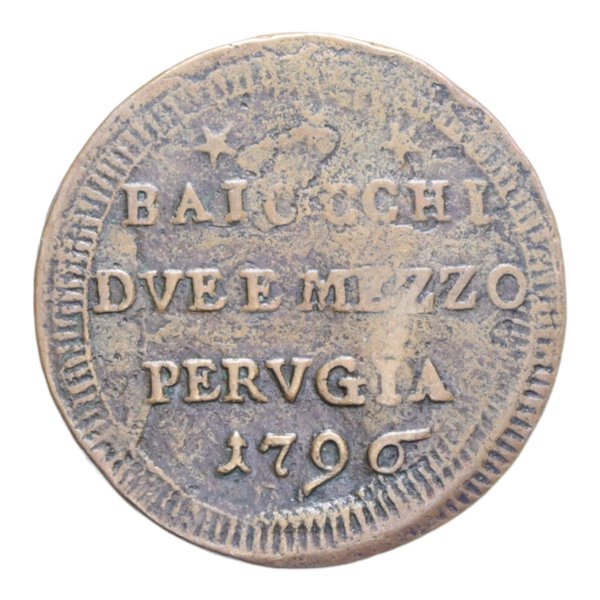 BAIOCCHI
DVE E MEZZO
PERVGIA
1796